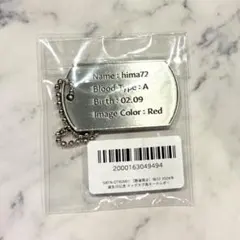 Name : hima72
Blood Type : A
Birth : 02.09
Image Color : Red
2000163049494